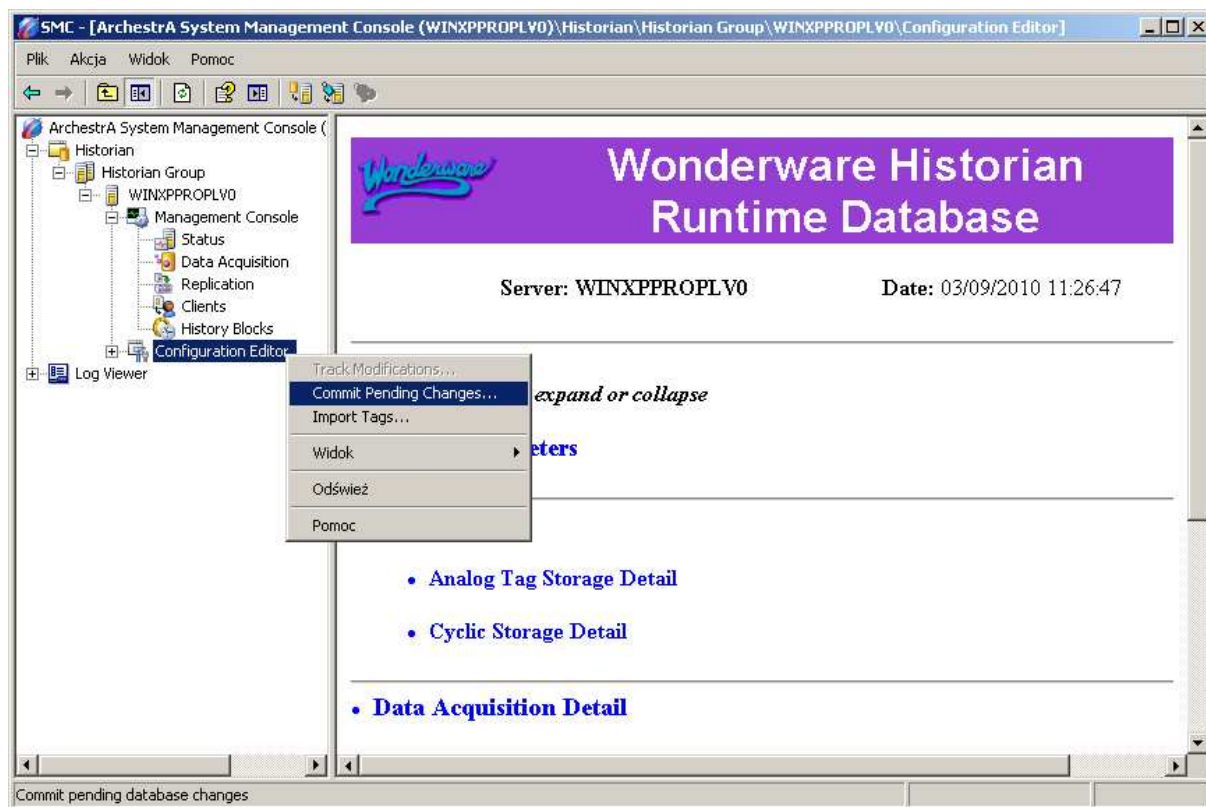 SMC - [ArchestrA System Management Console (WINXPPROPLV0)\Historian\Historian Group\WINXPPROPLV0\Configuration Editor]
Plik Akcja Widok Pomoc
ArchestrA System Management Console (
Historian
Historian Group
WINXPPROPLV0
Management Console
Status
Data Acquisition
Replication
Clients
History Blocks
Configuration Editor
Log Viewer
Track Modifications...
Commit Pending Changes...
Import Tags...
Widok
Odśwież
Pomoc
Wonderware
Wonderware Historian
Runtime Database
Server: WINXPPROPLV0 Date: 03/09/2010 11:26:47
expand or collapse
eters
• Analog Tag Storage Detail
• Cyclic Storage Detail
• Data Acquisition Detail
Commit pending database changes